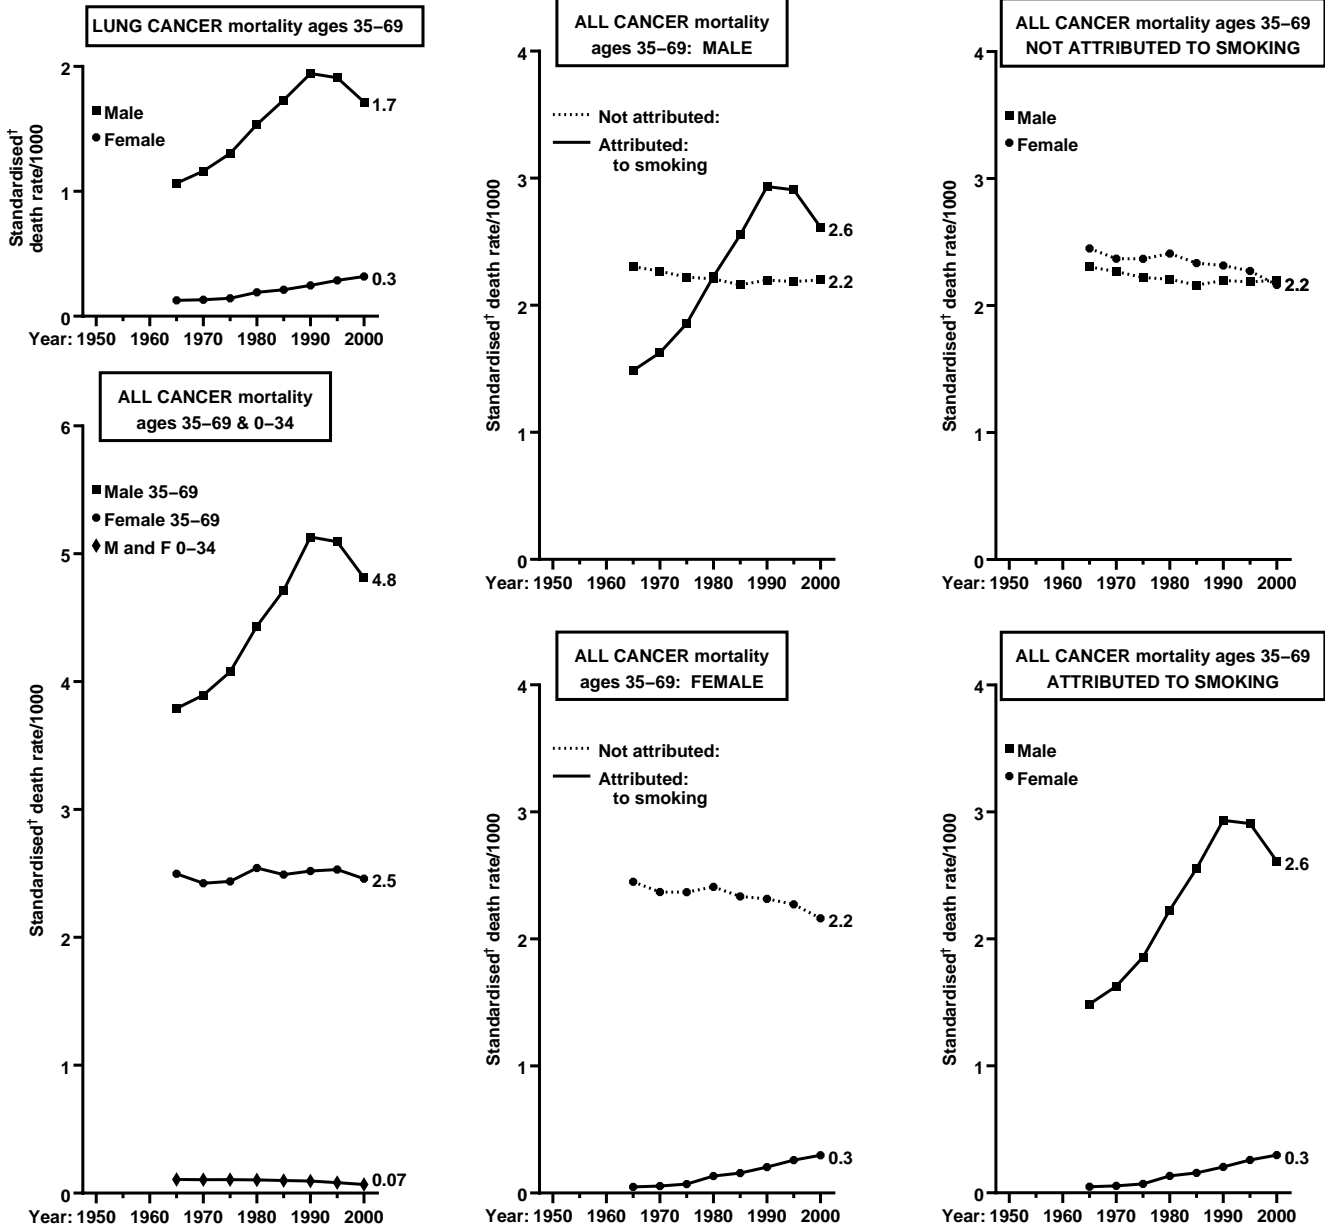 LUNG CANCER mortality ages 35–69
2
1
0
Standardised†
death rate/1000
Male
Female
1.7
0.3
Year: 1950 1960 1970 1980 1990 2000
ALL CANCER mortality
ages 35–69 & 0–34
6
5
4
3
2
1
0
Standardised† death rate/1000
Male 35–69
Female 35–69
M and F 0–34
4.8
2.5
0.07
Year: 1950 1960 1970 1980 1990 2000
ALL CANCER mortality
ages 35–69: MALE
4
3
2
1
0
Standardised† death rate/1000
Not attributed:
Attributed:
to smoking
2.6
2.2
Year: 1950 1960 1970 1980 1990 2000
ALL CANCER mortality
ages 35–69: FEMALE
4
3
2
1
0
Standardised† death rate/1000
Not attributed:
Attributed:
to smoking
2.2
0.3
Year: 1950 1960 1970 1980 1990 2000
ALL CANCER mortality ages 35–69
NOT ATTRIBUTED TO SMOKING
4
3
2
1
0
Standardised† death rate/1000
Male
Female
2.2
Year: 1950 1960 1970 1980 1990 2000
ALL CANCER mortality ages 35–69
ATTRIBUTED TO SMOKING
4
3
2
1
0
Standardised† death rate/1000
Male
Female
2.6
0.3
Year: 1950 1960 1970 1980 1990 2000